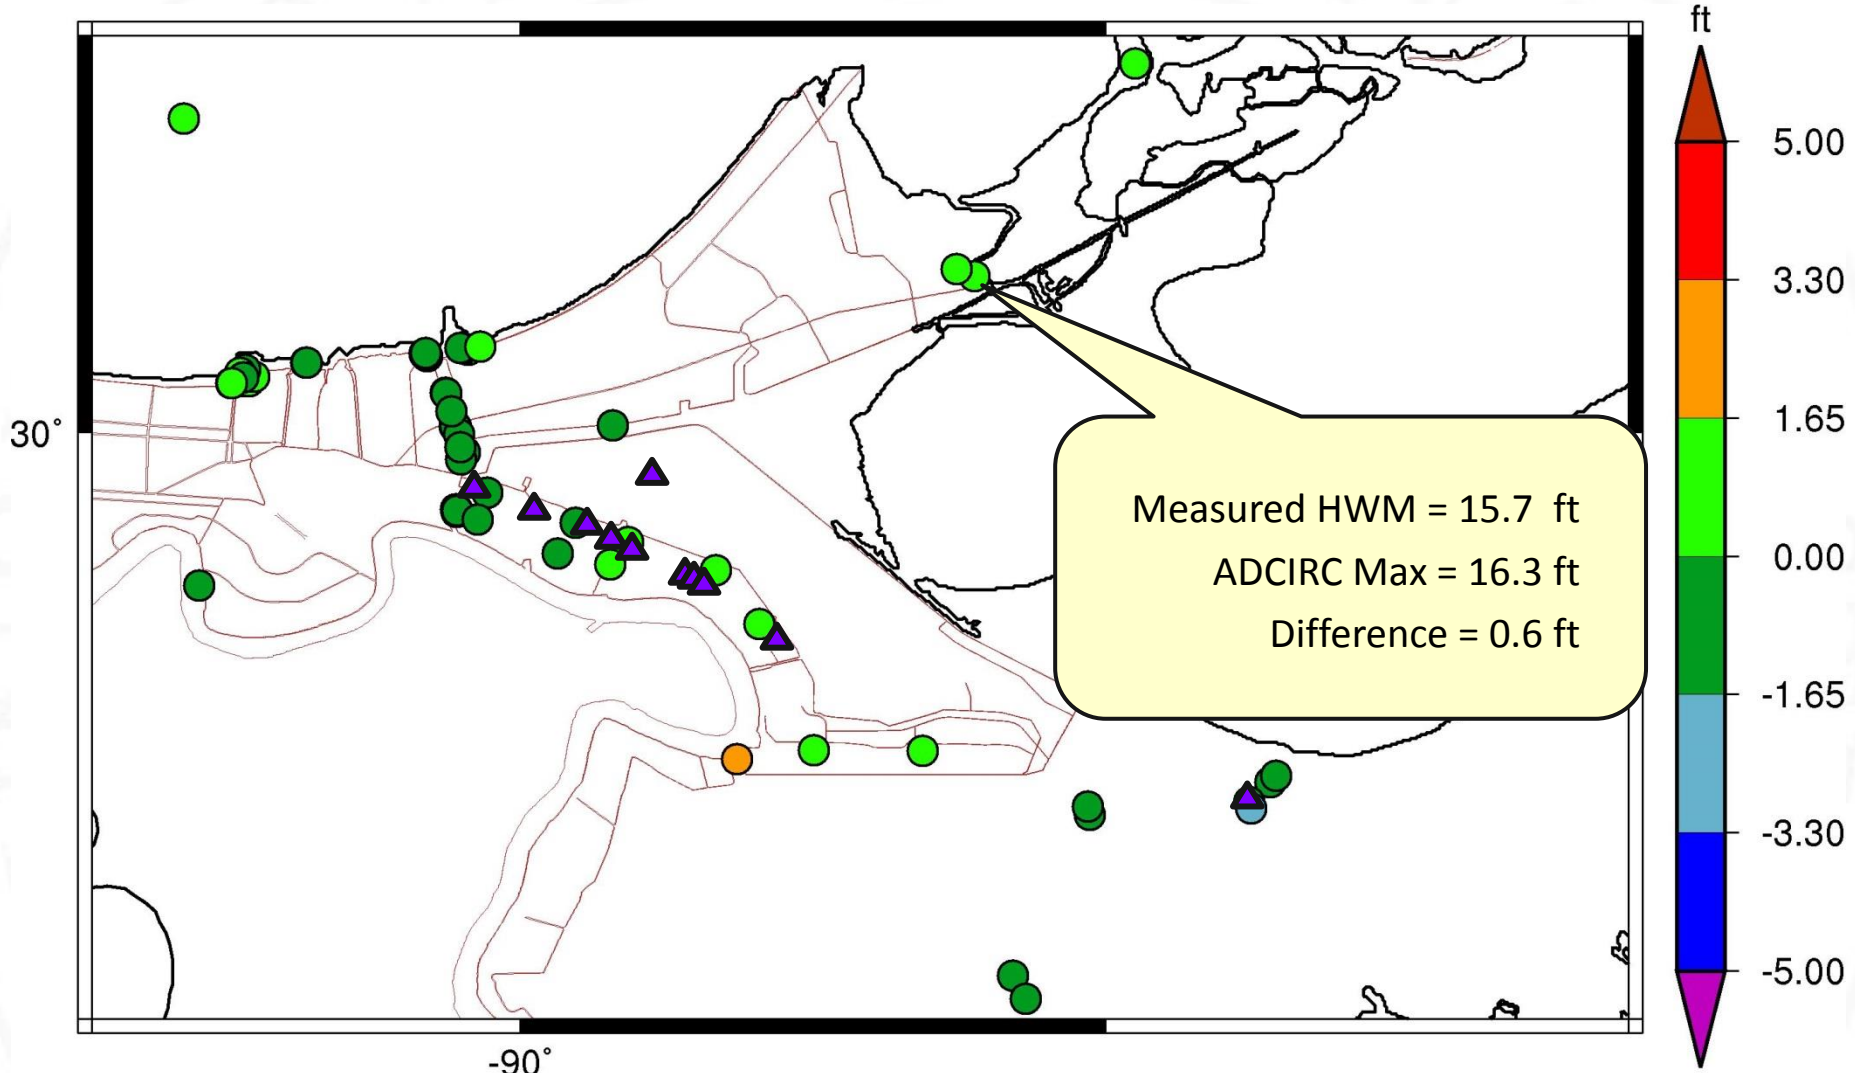 ft
5.00
3.30
1.65
0.00
-1.65
-3.30
-5.00
30°
-90°
Measured HWM = 15.7 ft
ADCIRC Max = 16.3 ft
Difference = 0.6 ft